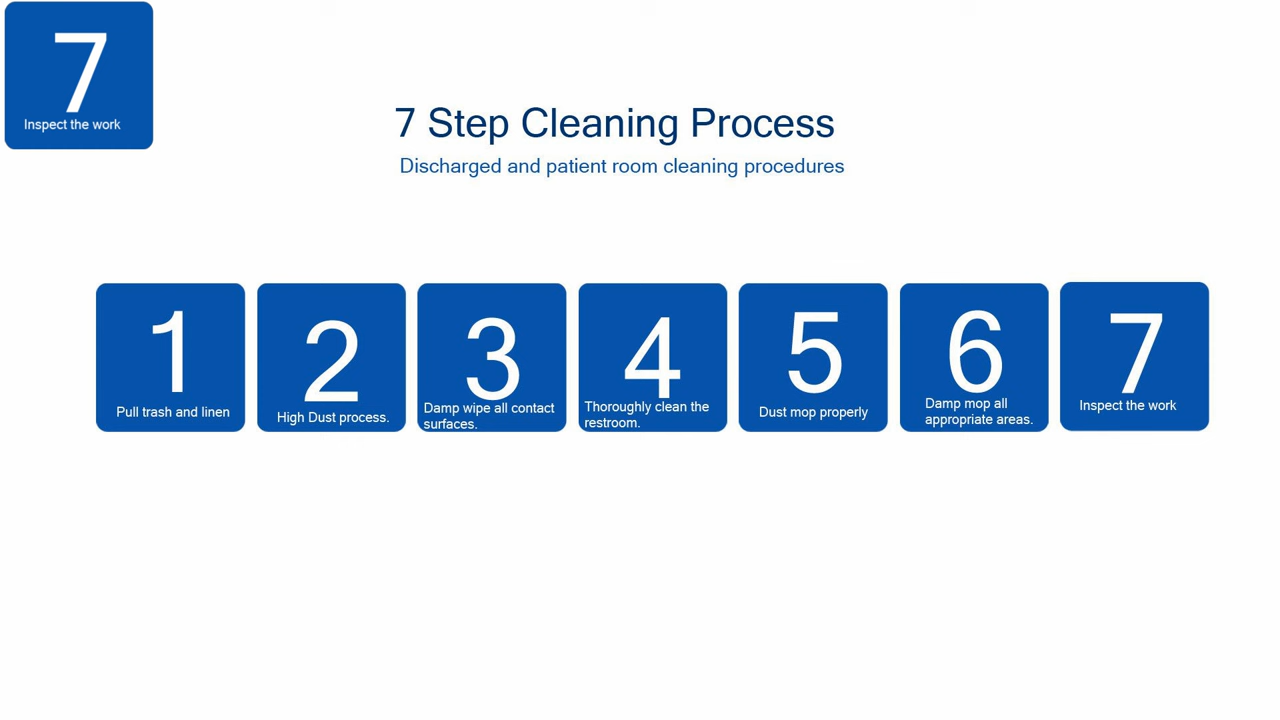 7
Inspect the work
7 Step Cleaning Process
Discharged and patient room cleaning procedures
1
Pull trash and linen
2
High Dust process.
3
Damp wipe all contact
surfaces.
4
Thoroughly clean the
restroom.
5
Dust mop properly
6
Damp mop all
appropriate areas.
7
Inspect the work